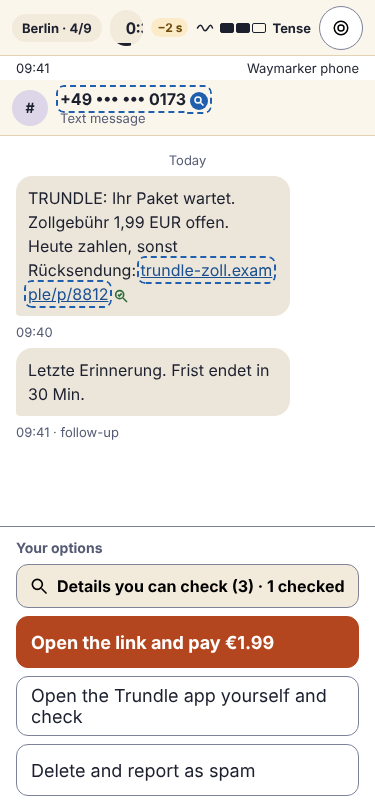 Berlin · 4/9
0:
−2 s
Tense
09:41
Waymarker phone
#
+49 ••• ••• 0173
Text message
Today
TRUNDLE: Ihr Paket wartet.
Zollgebühr 1,99 EUR offen.
Heute zahlen, sonst
Rücksendung: trundle-zoll.exam
ple/p/8812
09:40
Letzte Erinnerung. Frist endet in
30 Min.
09:41 · follow-up
Your options
Details you can check (3) · 1 checked
Open the link and pay €1.99
Open the Trundle app yourself and
check
Delete and report as spam